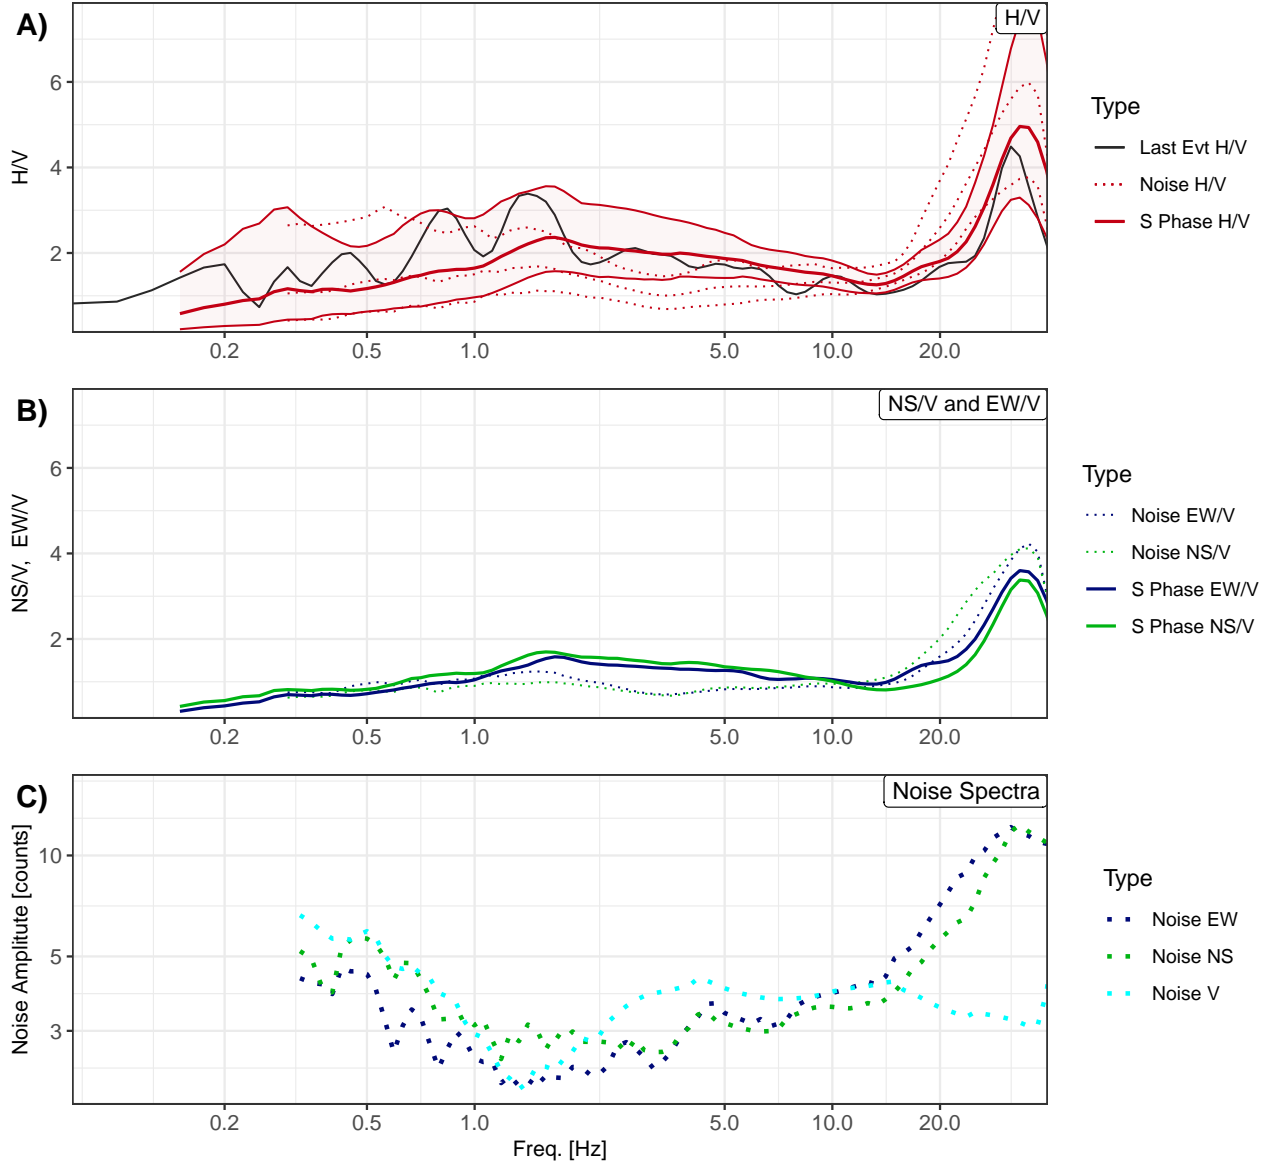 A)
H/V
6
4
2
H/V
0.2 0.5 1.0 5.0 10.0 20.0
Type
Last Evt H/V
Noise H/V
S Phase H/V
B)
NS/V and EW/V
6
4
2
NS/V, EW/V
0.2 0.5 1.0 5.0 10.0 20.0
Type
Noise EW/V
Noise NS/V
S Phase EW/V
S Phase NS/V
C)
Noise Spectra
10
5
3
Noise Amplitute [counts]
0.2 0.5 1.0 5.0 10.0 20.0
Freq. [Hz]
Type
Noise EW
Noise NS
Noise V